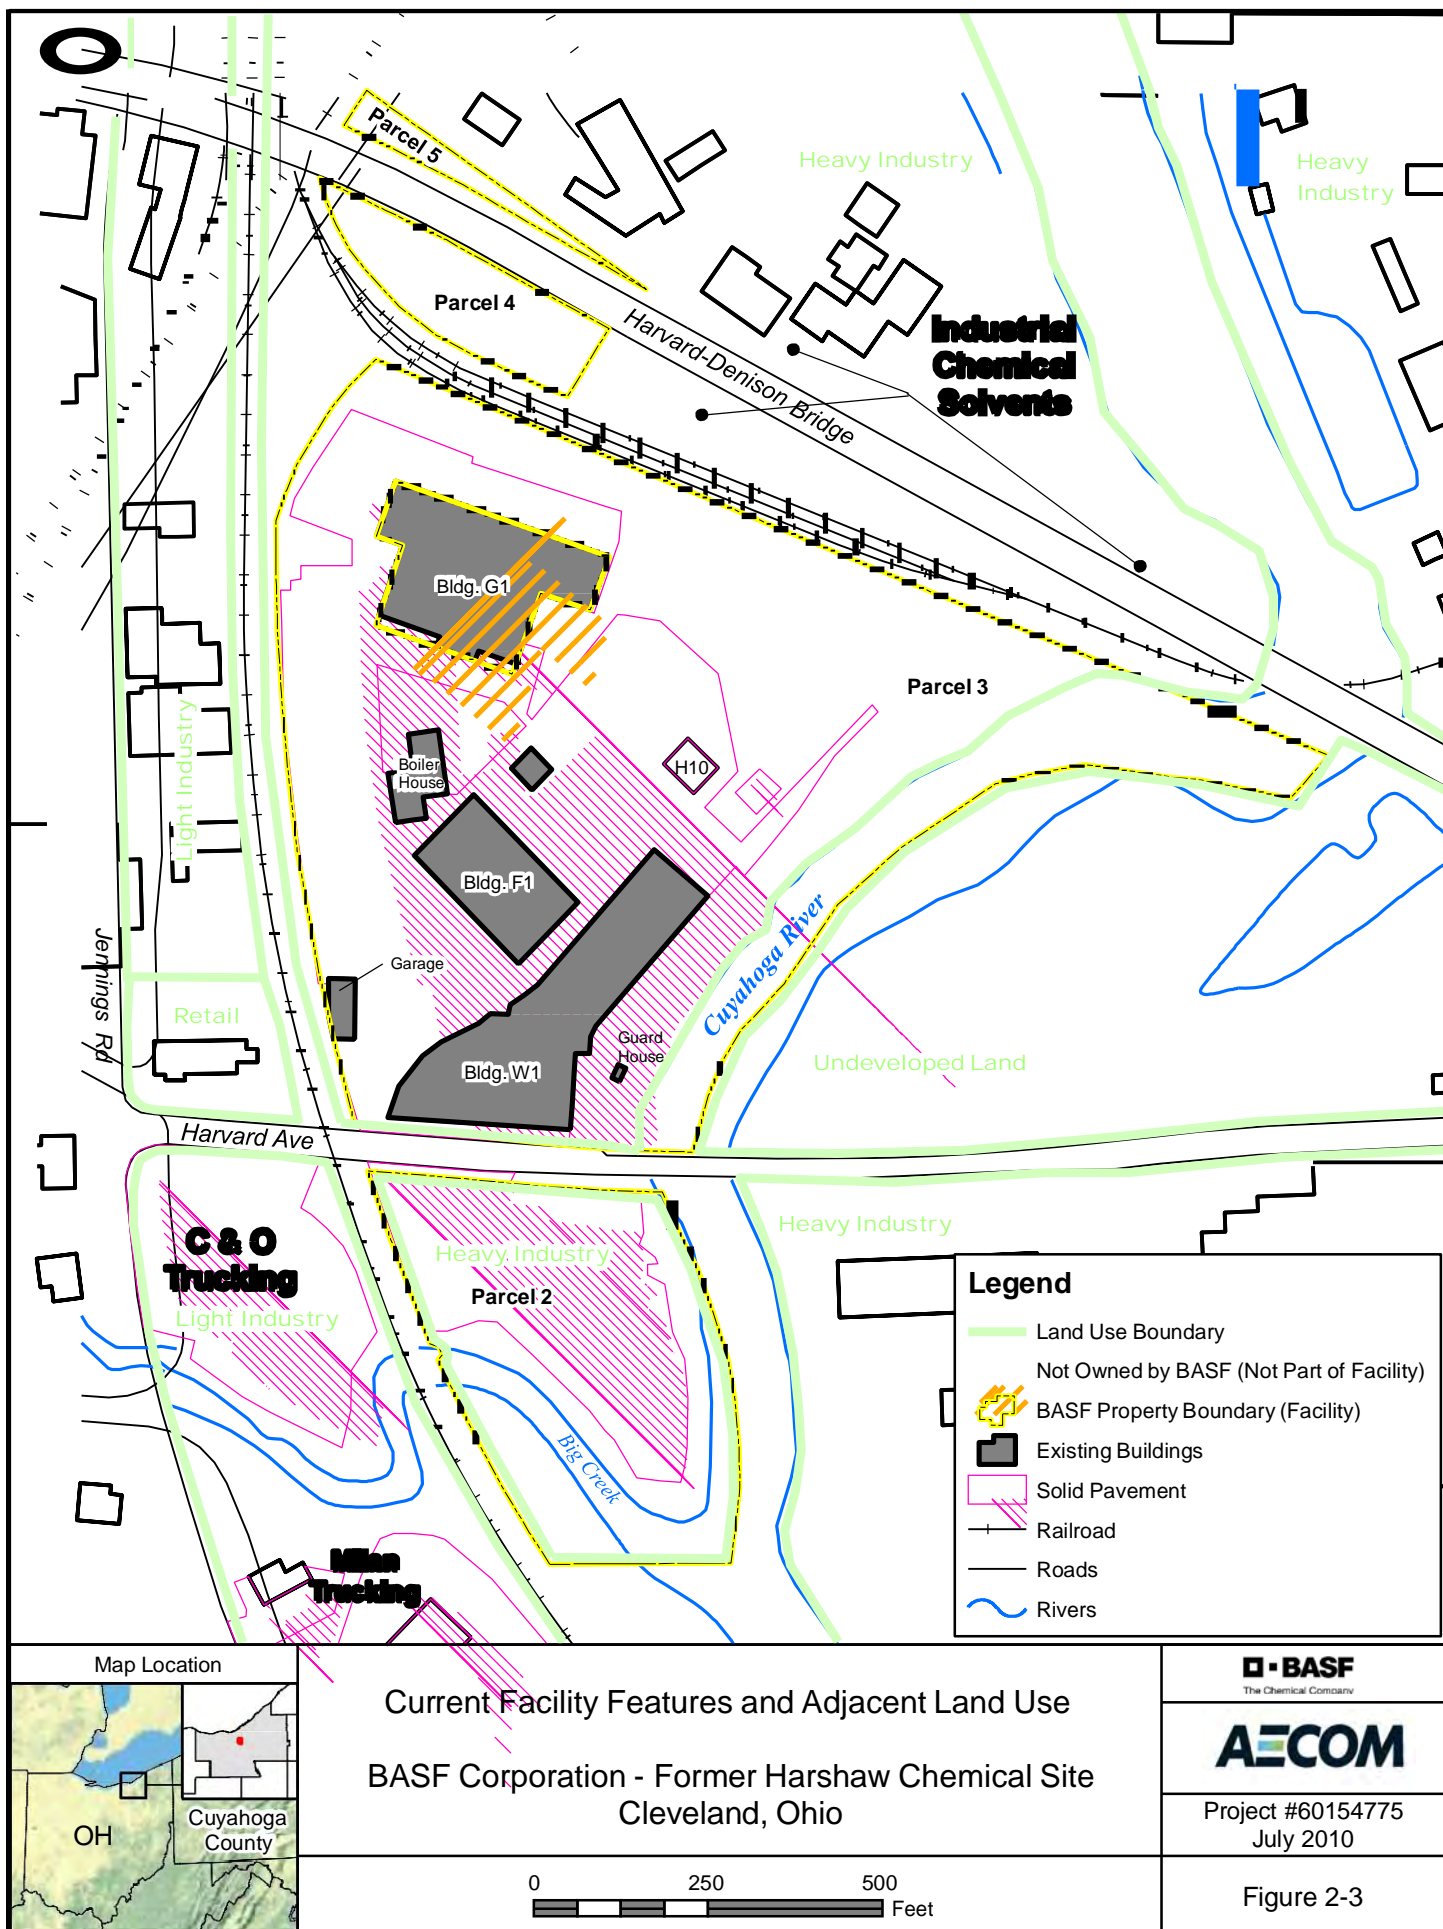 Parcel 5
Heavy Industry
Heavy
Industry
Parcel 4
Harvard-Denison Bridge
Industrial
Chemical
Solvents
Bldg. G1
Parcel 3
Light Industry
Boiler
House
H10
Bldg. F1
Jennings Rd
Garage
Cuyahoga River
Retail
Guard
House
Bldg. W1
Undeveloped Land
Harvard Ave
C & O
Trucking
Light Industry
Heavy Industry
Parcel 2
Heavy Industry
Big Creek
Milan
Trucking
Legend
Land Use Boundary
Not Owned by BASF (Not Part of Facility)
BASF Property Boundary (Facility)
Existing Buildings
Solid Pavement
Railroad
Roads
Rivers
Map Location
OH
Cuyahoga
County
Current Facility Features and Adjacent Land Use
BASF Corporation - Former Harshaw Chemical Site
Cleveland, Ohio
0 250 500
Feet
BASF
The Chemical Company
AECOM
Project #60154775
July 2010
Figure 2-3